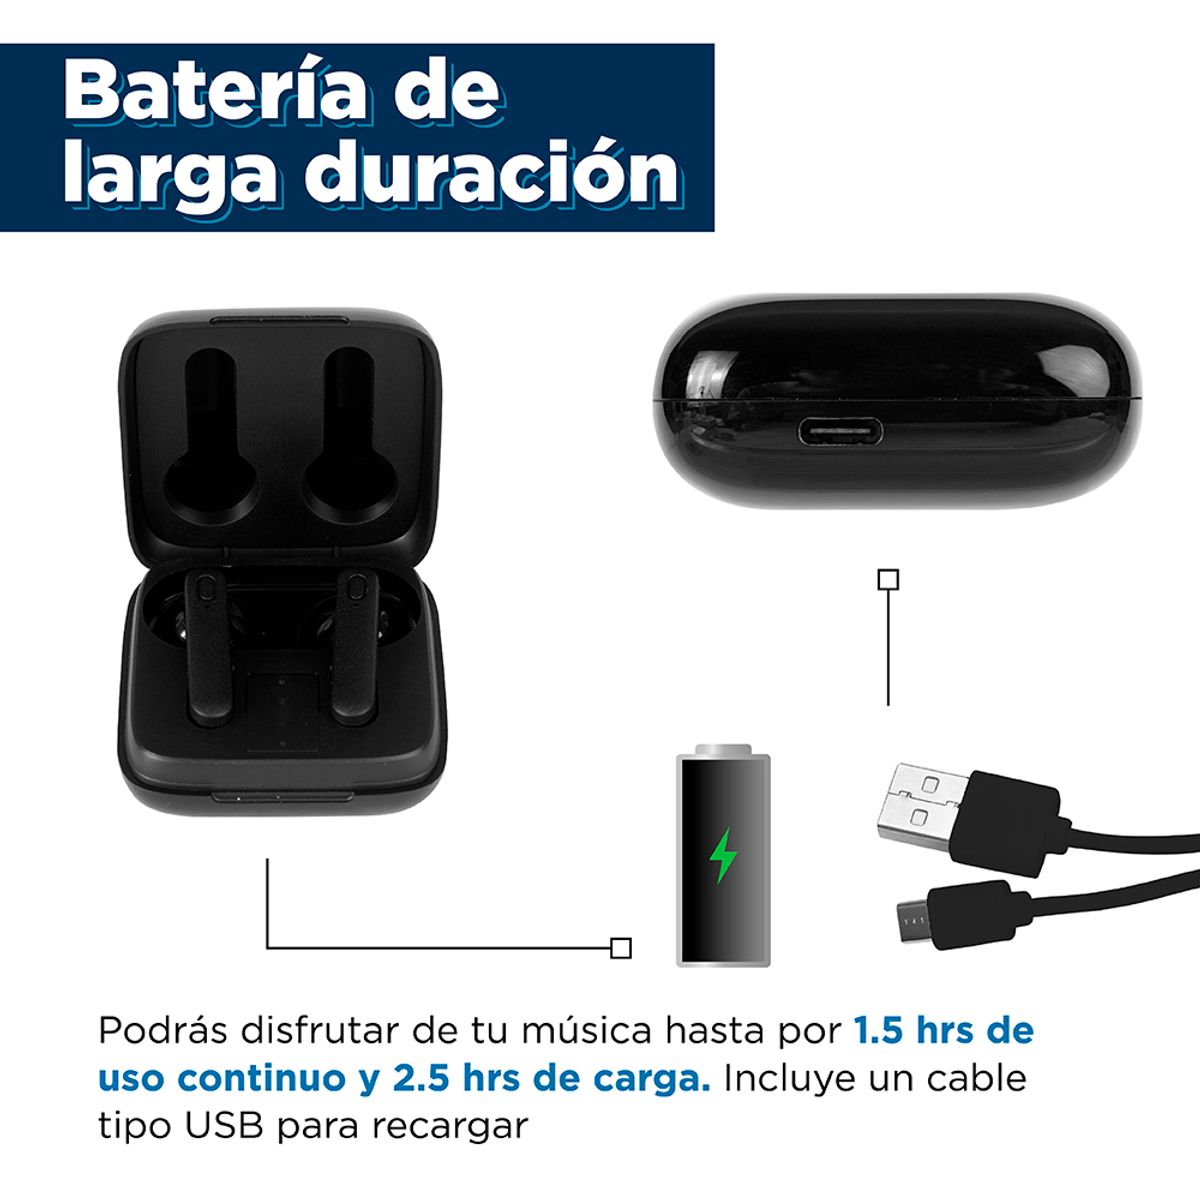 Batería de
larga duración
Podrás disfrutar de tu música hasta por 1.5 hrs de
uso continuo y 2.5 hrs de carga. Incluye un cable
tipo USB para recargar